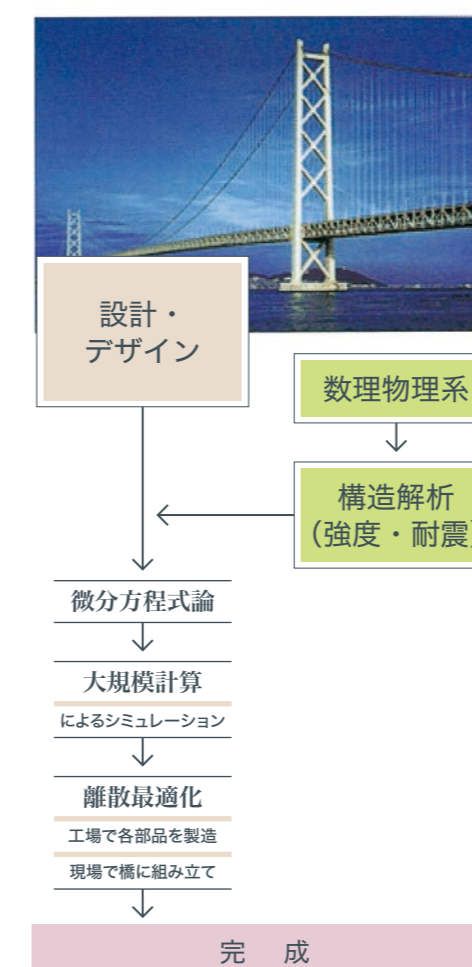 設計・
デザイン
数理物理系
構造解析
（強度・耐震）
微分方程式論
大規模計算
によるシミュレーション
離散最適化
工場で各部品を製造
現場で橋に組み立て
完　成